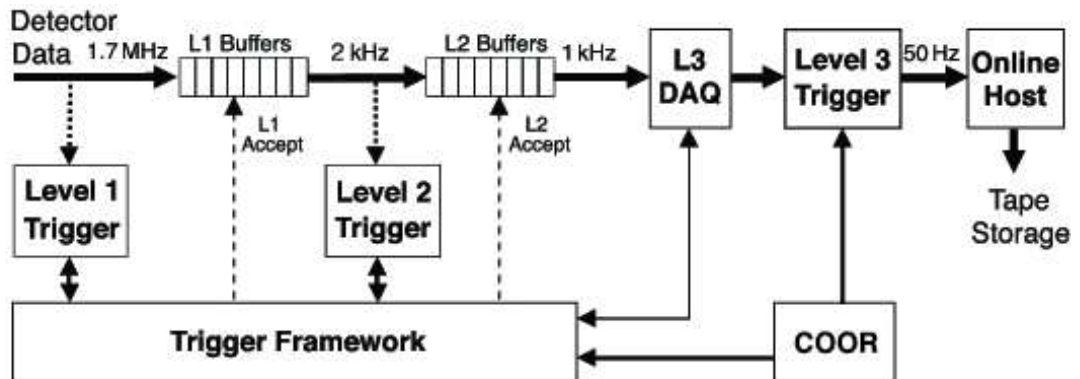 Detector
Data
1.7 MHz
L1 Buffers
2 kHz
L2 Buffers
1 kHz
L3
DAQ
Level 3
Trigger
50 Hz
Online
Host
L1
Accept
L2
Accept
Level 1
Trigger
Level 2
Trigger
Tape
Storage
Trigger Framework
COOR